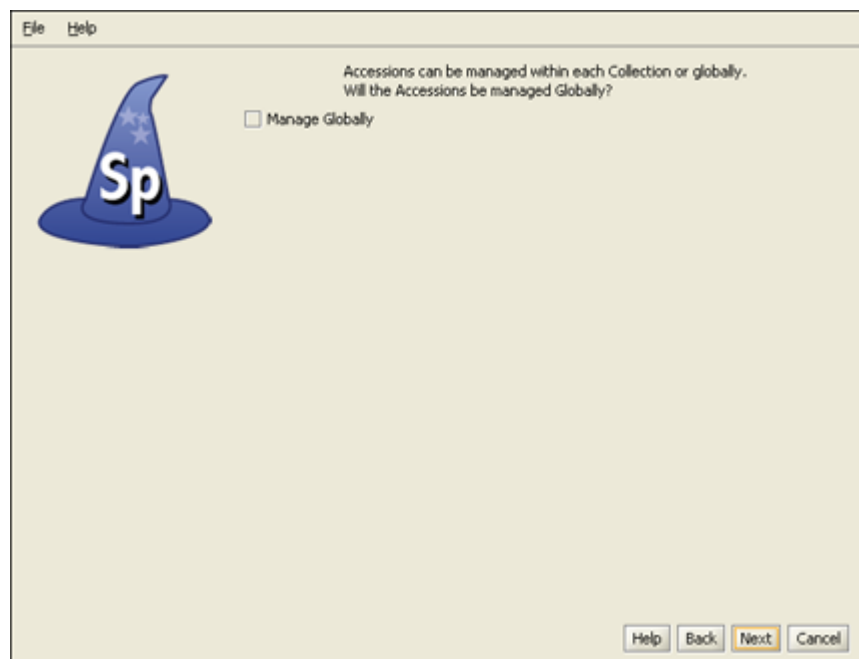 File Help
Accessions can be managed within each Collection or globally.
Will the Accessions be managed Globally?
Manage Globally
Sp
Help Back Next Cancel